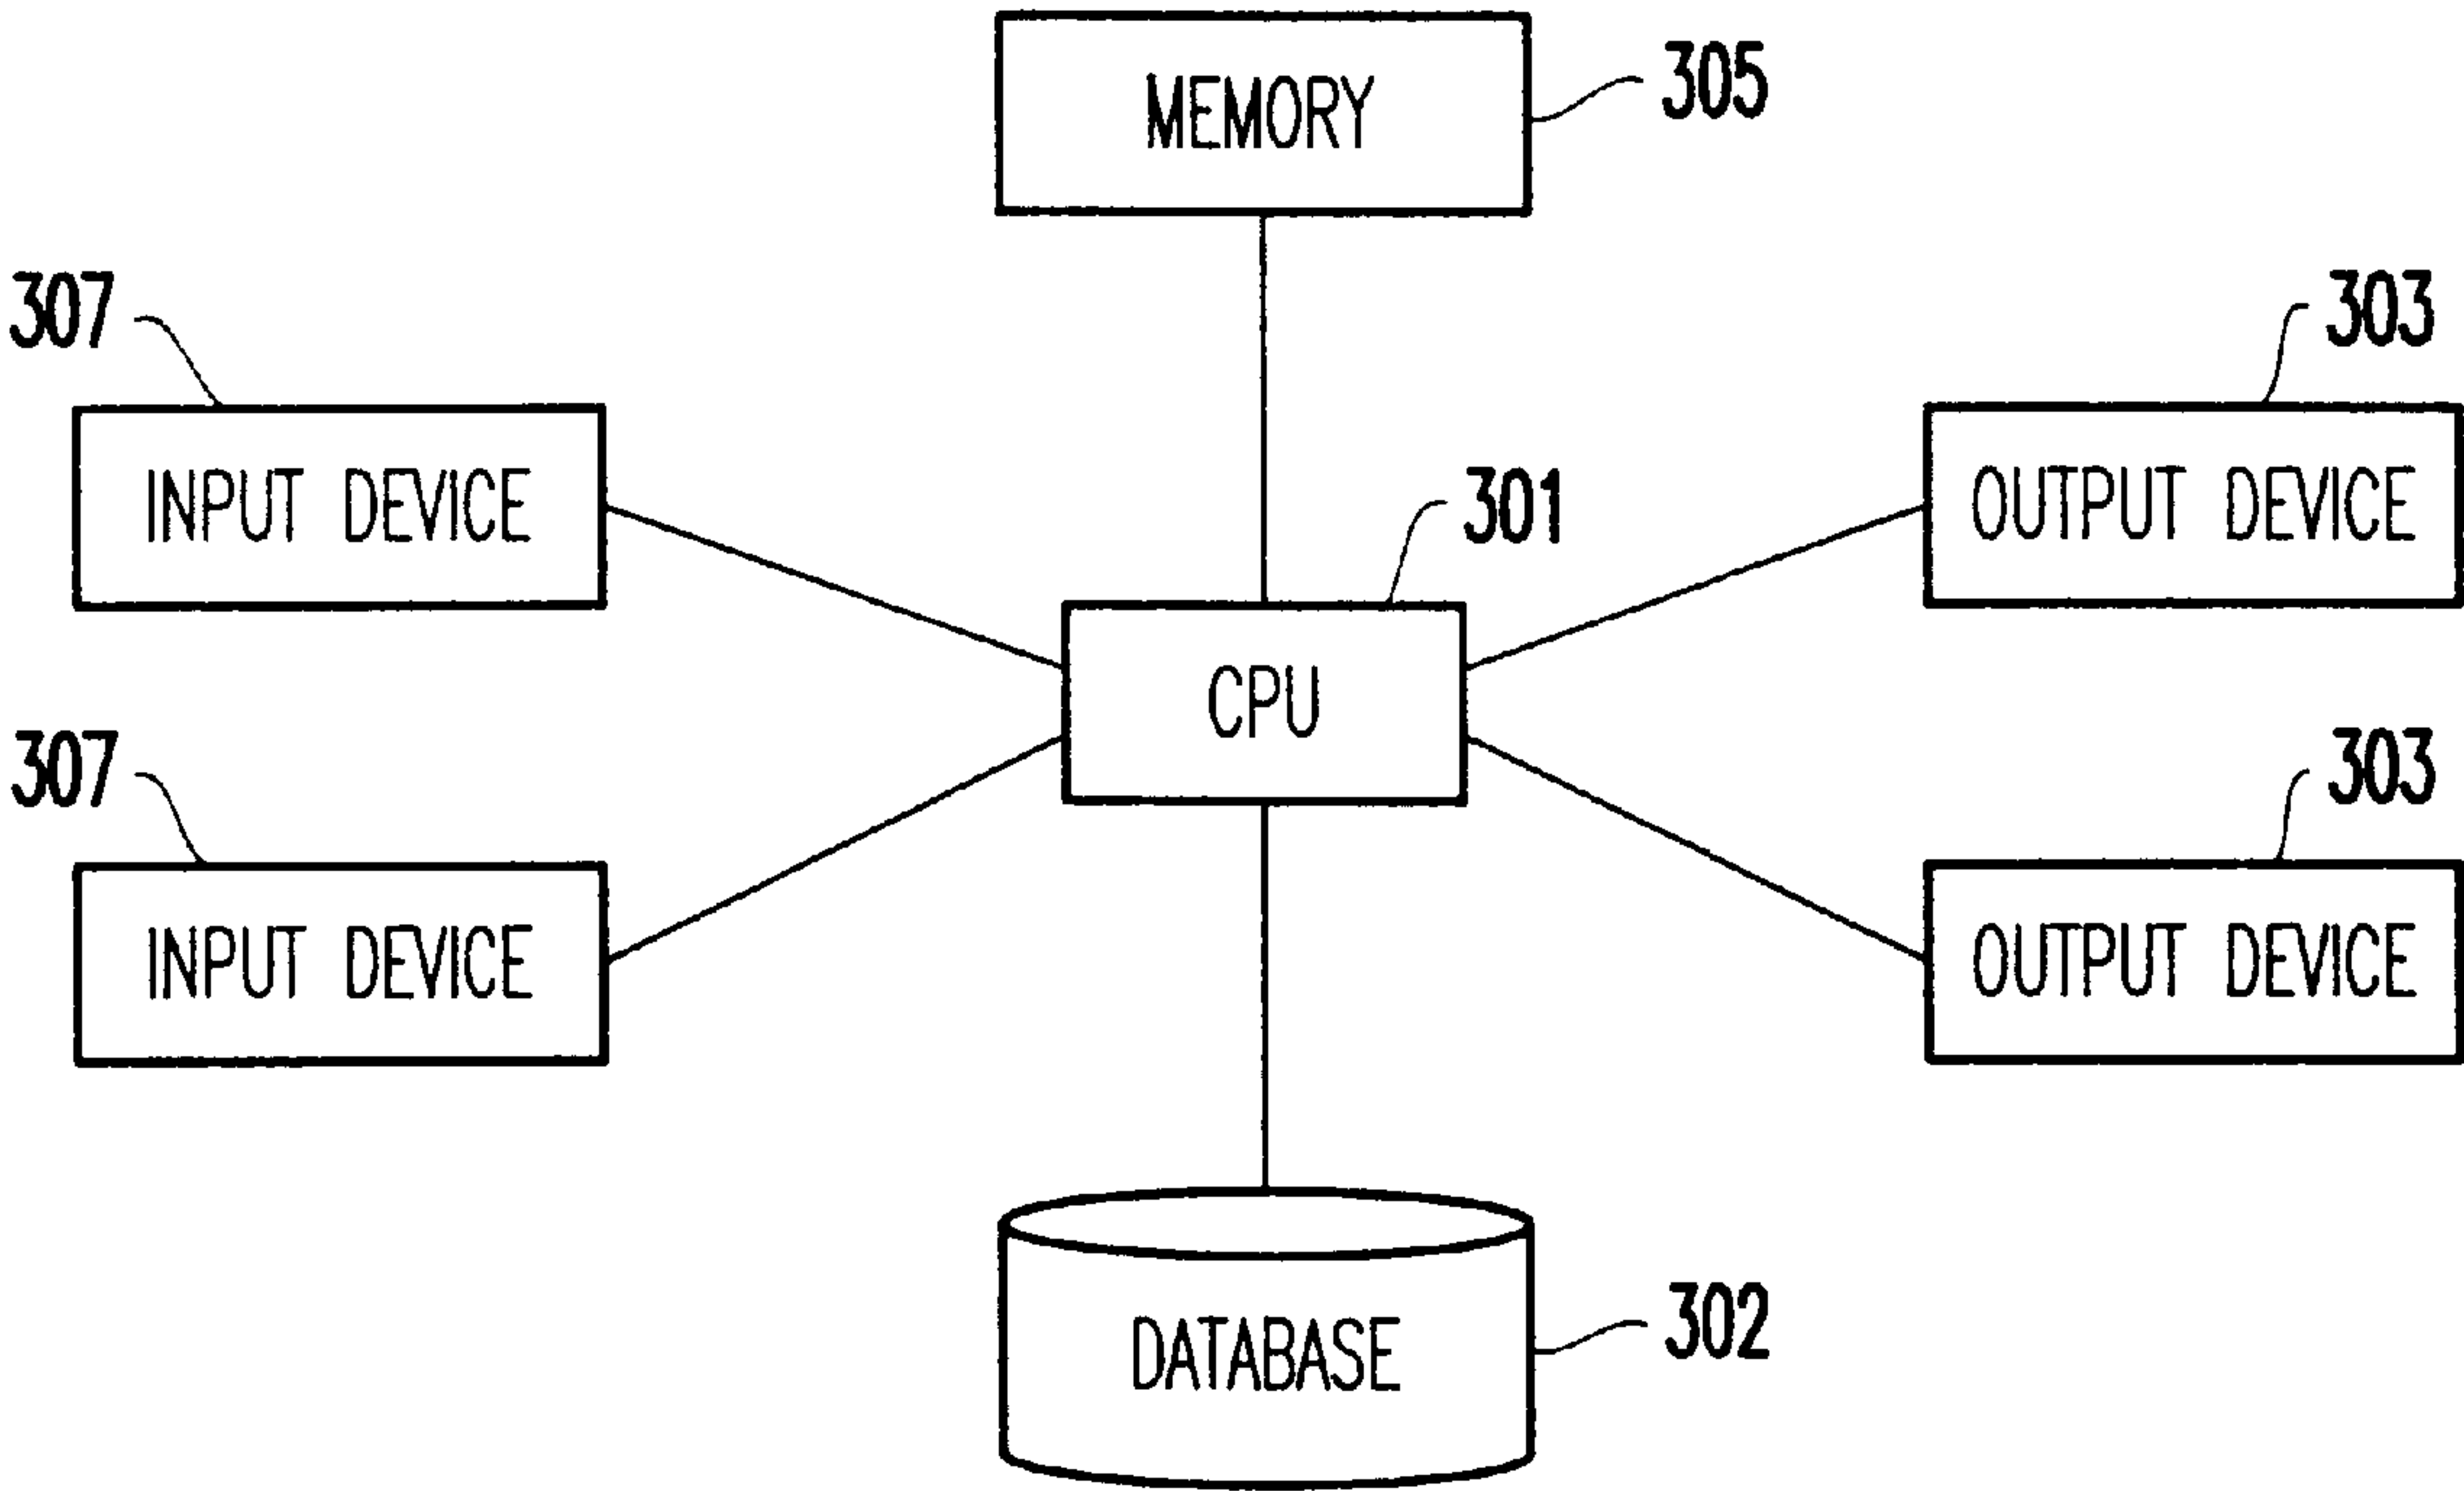 MEMORY
305
307
303
INPUT DEVICE
301
OUTPUT DEVICE
CPU
307
303
INPUT DEVICE
OUTPUT DEVICE
DATABASE
302